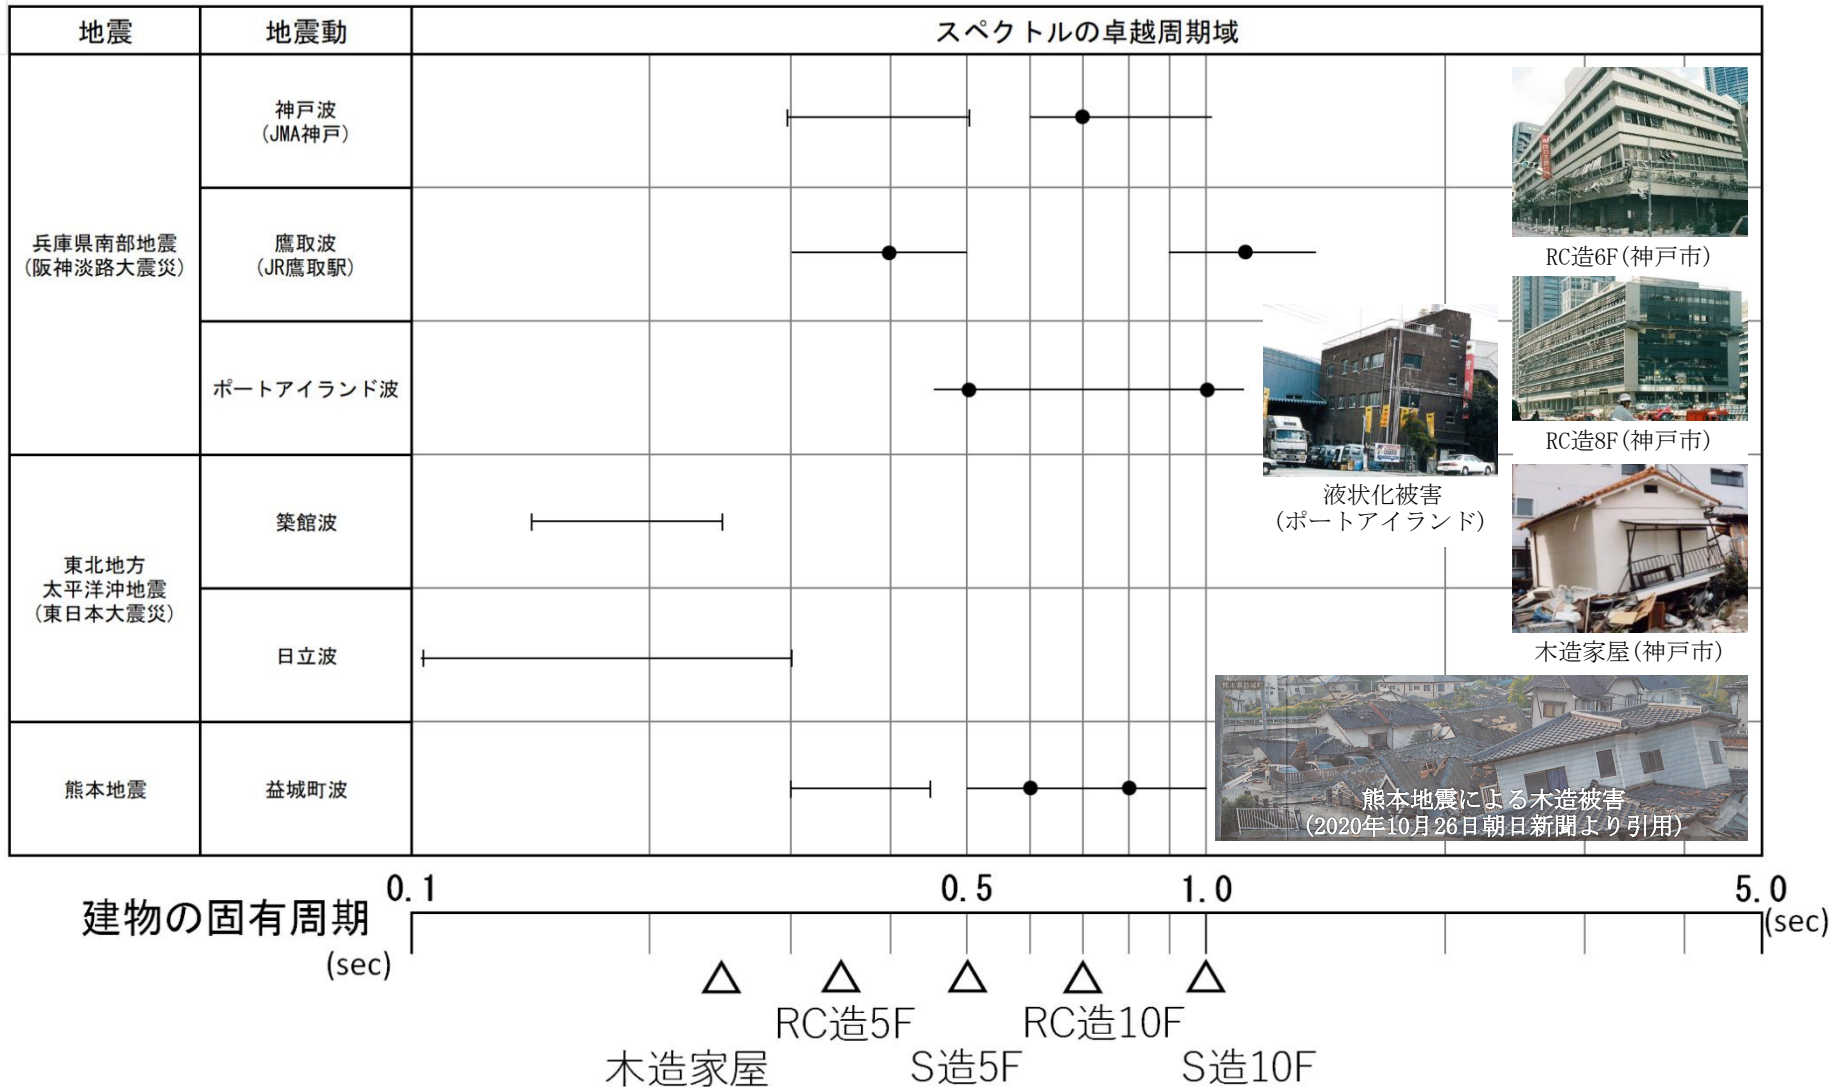 地震
地震動
スペクトルの卓越周期域
兵庫県南部地震
(阪神淡路大震災)
神戸波
(JMA神戸)
鷹取波
(JR鷹取駅)
ポートアイランド波
東北地方
太平洋沖地震
(東日本大震災)
築館波
日立波
熊本地震
益城町波
RC造6F(神戸市)
RC造8F(神戸市)
液状化被害
(ポートアイランド)
木造家屋(神戸市)
熊本地震による木造被害
(2020年10月26日朝日新聞より引用)
0.1
0.5
1.0
5.0
(sec)
建物の固有周期
(sec)
RC造5F
RC造10F
木造家屋
S造5F
S造10F